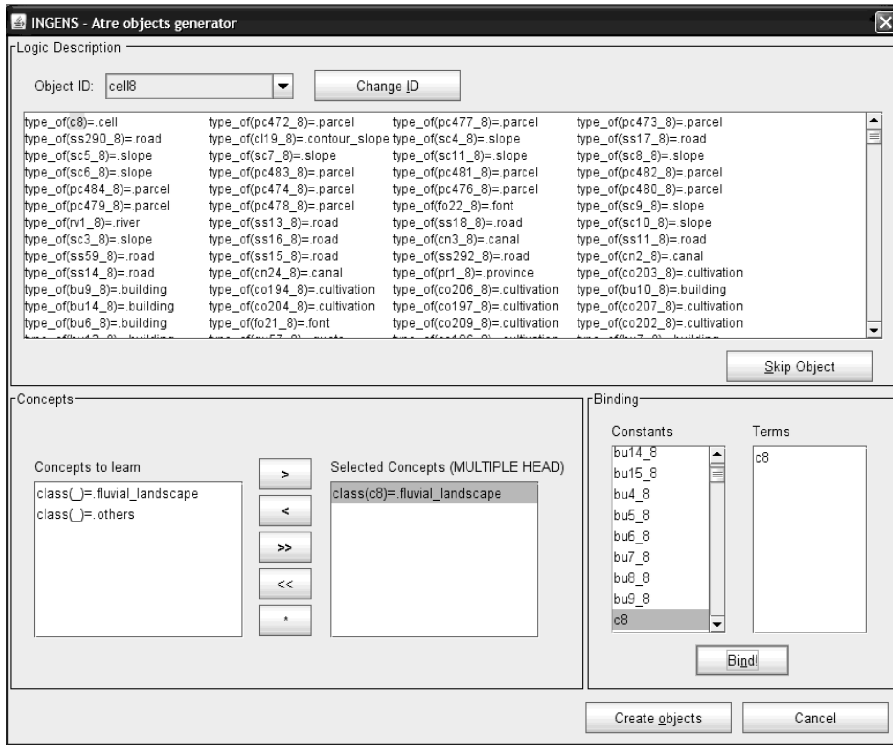 INGENS - Atre objects generator
Logic Description
Object ID: cell8 Change ID
type_of(c8)=.cell type_of(pc472_8)=.parcel type_of(pc477_8)=.parcel type_of(pc473_8)=.parcel
type_of(ss290_8)=.road type_of(cl19_8)=.contour_slope type_of(sc4_8)=.slope type_of(ss17_8)=.road
type_of(sc5_8)=.slope type_of(sc7_8)=.slope type_of(sc11_8)=.slope type_of(sc8_8)=.slope
type_of(sc6_8)=.slope type_of(pc483_8)=.parcel type_of(pc481_8)=.parcel type_of(pc482_8)=.parcel
type_of(pc484_8)=.parcel type_of(pc474_8)=.parcel type_of(pc476_8)=.parcel type_of(pc480_8)=.parcel
type_of(pc479_8)=.parcel type_of(pc478_8)=.parcel type_of(fo22_8)=.font type_of(sc9_8)=.slope
type_of(rv1_8)=.river type_of(ss13_8)=.road type_of(ss18_8)=.road type_of(sc10_8)=.slope
type_of(sc3_8)=.slope type_of(ss16_8)=.road type_of(cn3_8)=.canal type_of(ss11_8)=.road
type_of(ss59_8)=.road type_of(ss15_8)=.road type_of(ss292_8)=.road type_of(cn2_8)=.canal
type_of(ss14_8)=.road type_of(cn24_8)=.canal type_of(pr1_8)=.province type_of(co203_8)=.cultivation
type_of(bu9_8)=.building type_of(co194_8)=.cultivation type_of(co206_8)=.cultivation type_of(bu10_8)=.building
type_of(bu14_8)=.building type_of(co204_8)=.cultivation type_of(co197_8)=.cultivation type_of(co207_8)=.cultivation
type_of(bu6_8)=.building type_of(fo21_8)=.font type_of(co209_8)=.cultivation type_of(co202_8)=.cultivation
Skip Object
Concepts
Binding
Concepts to learn
class(_)=.fluvial_landscape
class(_)=.others
>
<
>>
<<
*
Selected Concepts (MULTIPLE HEAD)
class(c8)=.fluvial_landscape
Constants
bu14_8
bu15_8
bu4_8
bu5_8
bu6_8
bu7_8
bu8_8
bu9_8
c8
Terms
c8
Bind!
Create objects Cancel